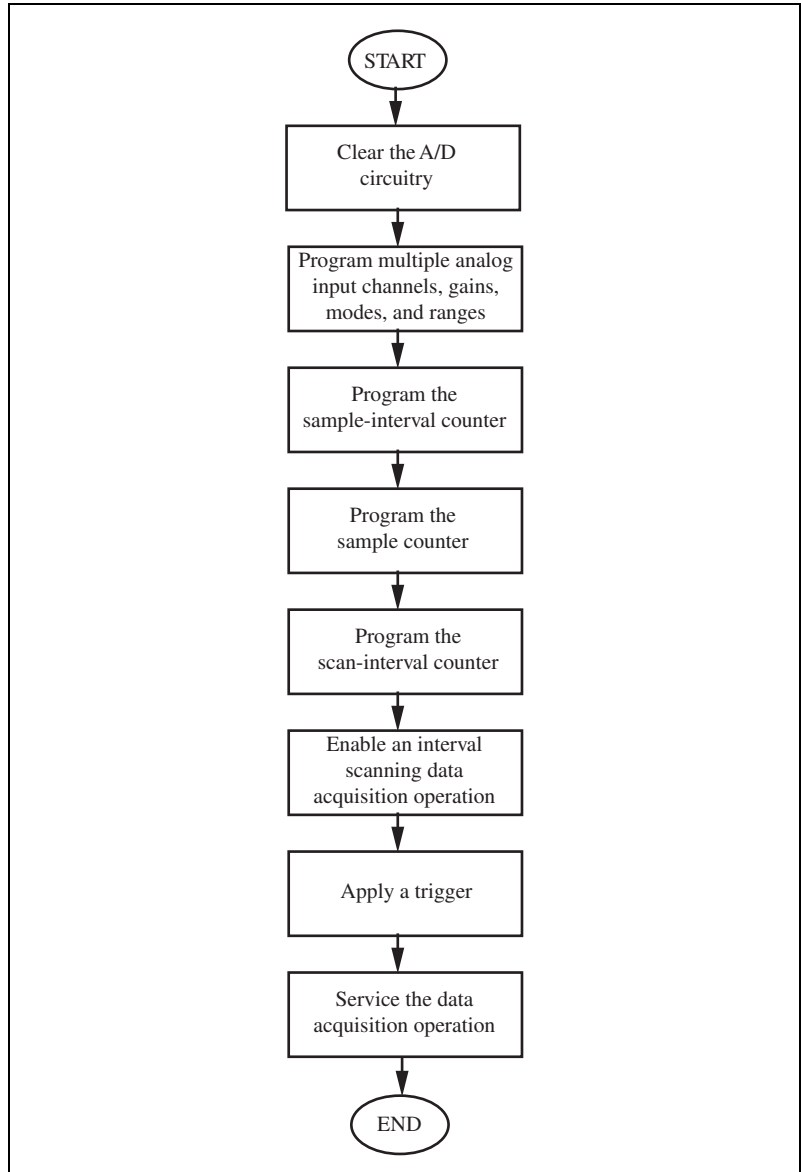 START
Clear the A/D
circuitry
Program multiple analog
input channels, gains,
modes, and ranges
Program the
sample-interval counter
Program the
sample counter
Program the
scan-interval counter
Enable an interval
scanning data
acquisition operation
Apply a trigger
Service the data
acquisition operation
END